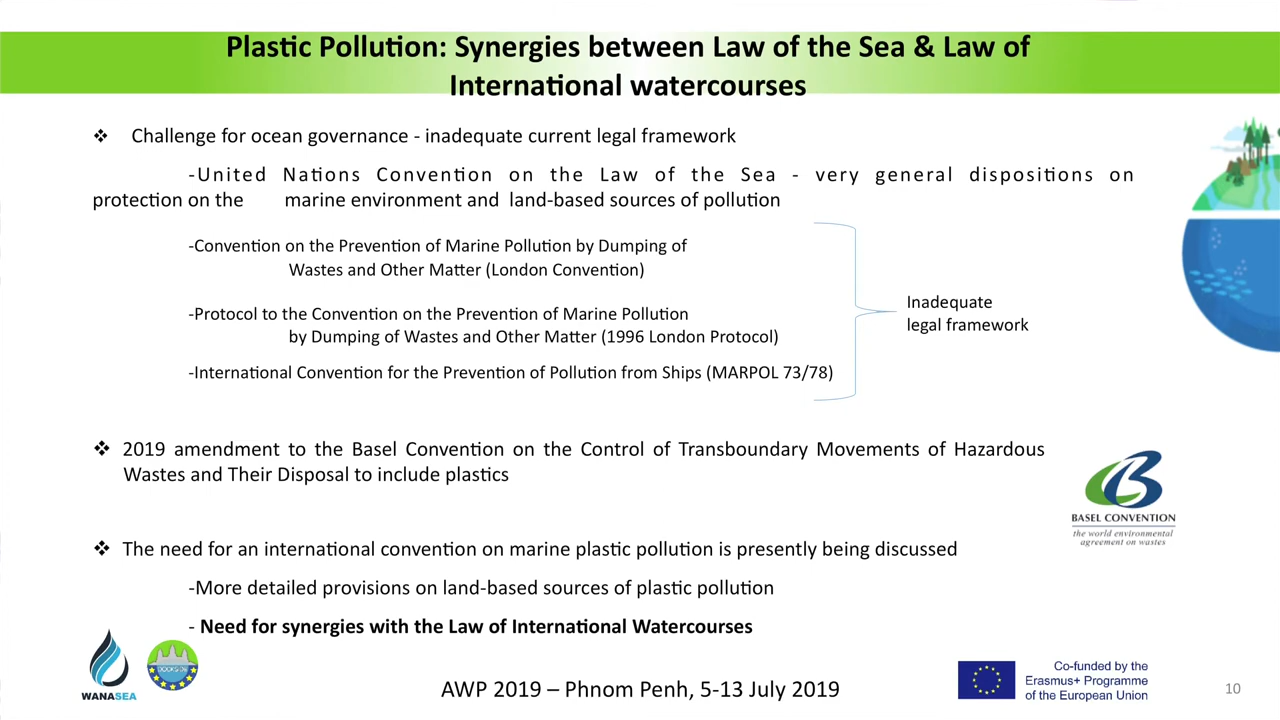 Plastic Pollution: Synergies between Law of the Sea & Law of
International watercourses
❖ Challenge for ocean governance - inadequate current legal framework
-United Nations Convention on the Law of the Sea - very general dispositions on
protection on the marine environment and land-based sources of pollution
-Convention on the Prevention of Marine Pollution by Dumping of
Wastes and Other Matter (London Convention)
-Protocol to the Convention on the Prevention of Marine Pollution
by Dumping of Wastes and Other Matter (1996 London Protocol)
-International Convention for the Prevention of Pollution from Ships (MARPOL 73/78)
Inadequate
legal framework
❖ 2019 amendment to the Basel Convention on the Control of Transboundary Movements of Hazardous
Wastes and Their Disposal to include plastics
BASEL CONVENTION
the world environmental
agreement on wastes
❖ The need for an international convention on marine plastic pollution is presently being discussed
-More detailed provisions on land-based sources of plastic pollution
- Need for synergies with the Law of International Watercourses
WANASEA
AWP 2019 – Phnom Penh, 5-13 July 2019
Co-funded by the
Erasmus+ Programme
of the European Union
10